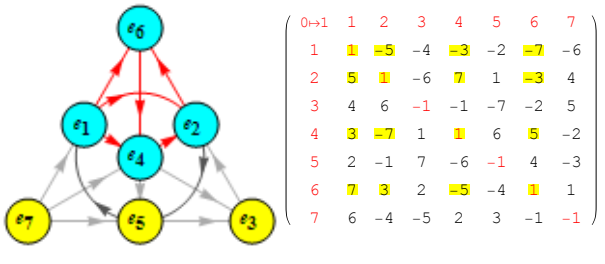 e6
e1 e2
e4
e7 e5 e3
0↦1 1 2 3 4 5 6 7
1 1 -5 -4 -3 -2 -7 -6
2 5 1 -6 7 1 -3 4
3 4 6 -1 -1 -7 -2 5
4 3 -7 1 1 6 5 -2
5 2 -1 7 -6 -1 4 -3
6 7 3 2 -5 -4 1 1
7 6 -4 -5 2 3 -1 -1